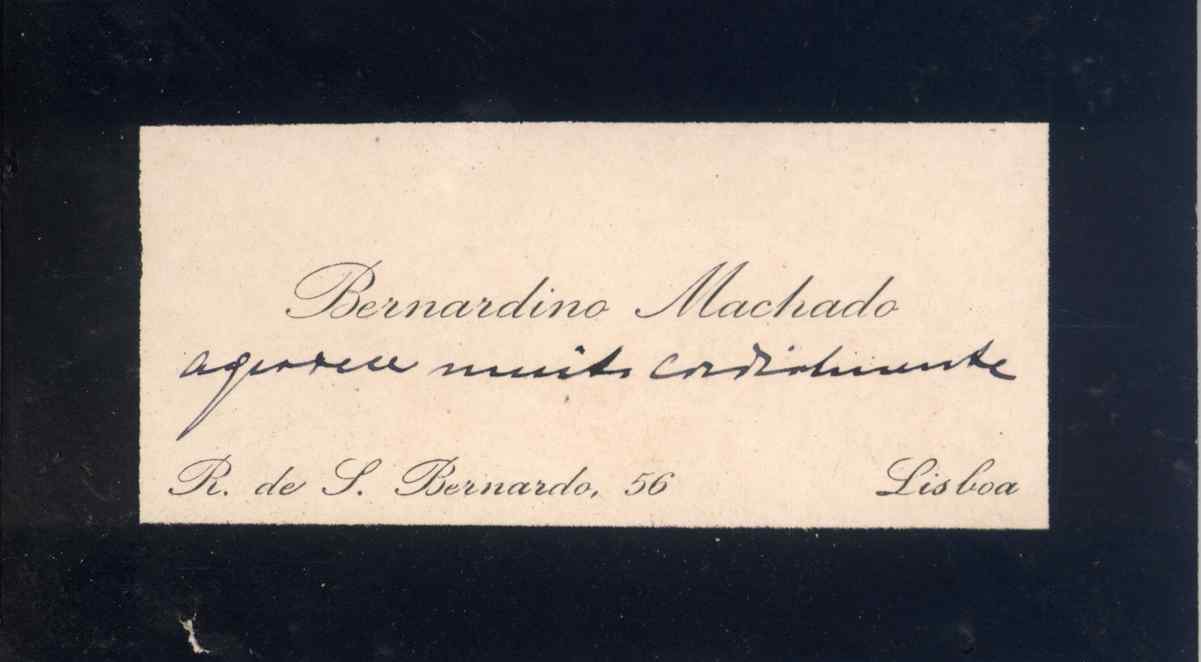 Bernardino Machado
agradece muito cordialmente
R. de S. Bernardo, 56 Lisboa